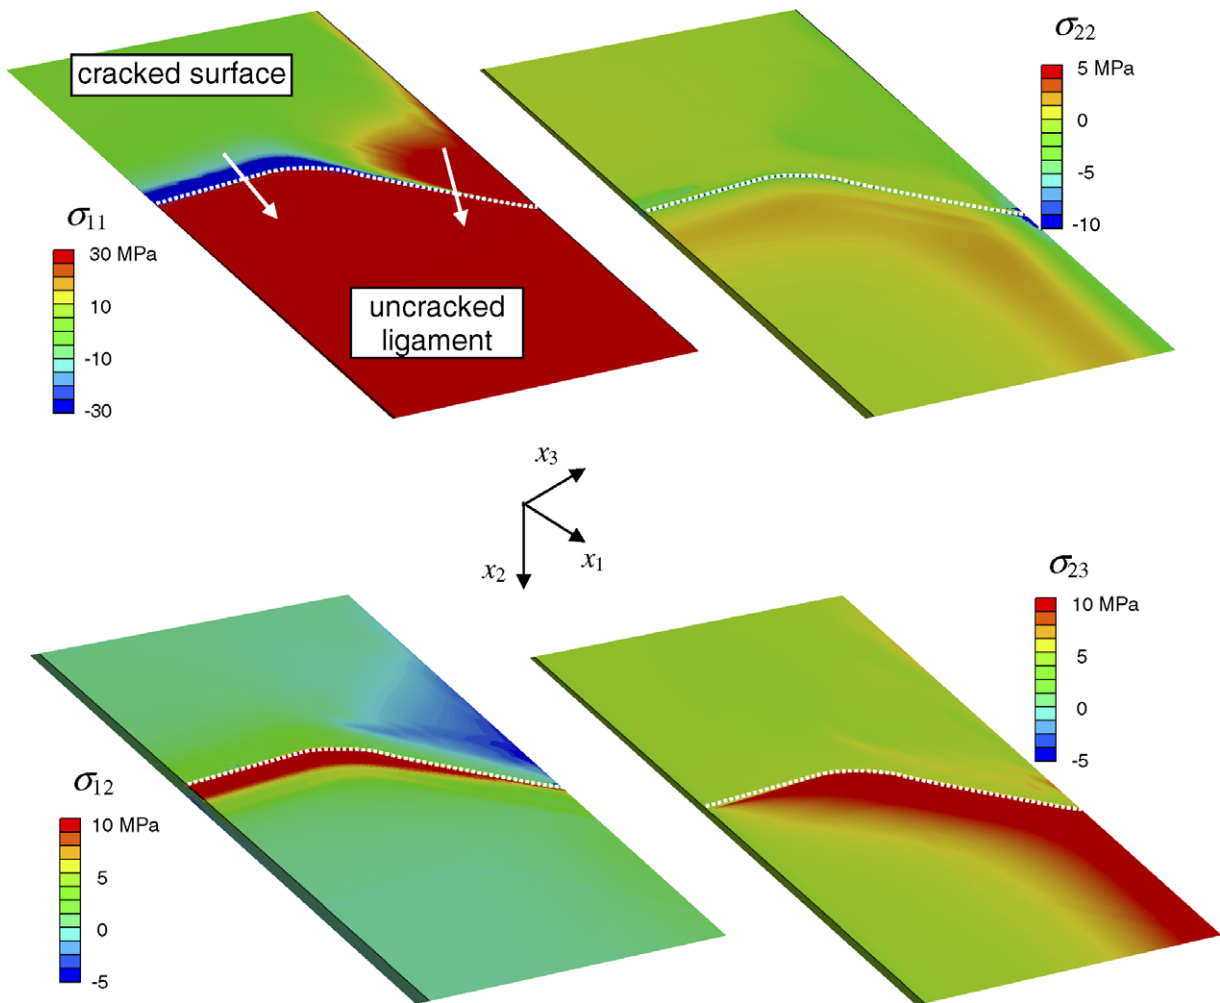 σ22
cracked surface
5 MPa
0
-5
-10
σ11
30 MPa
10
-10
-30
uncracked
ligament
x3
x2
x1
σ23
10 MPa
5
0
-5
σ12
10 MPa
5
0
-5